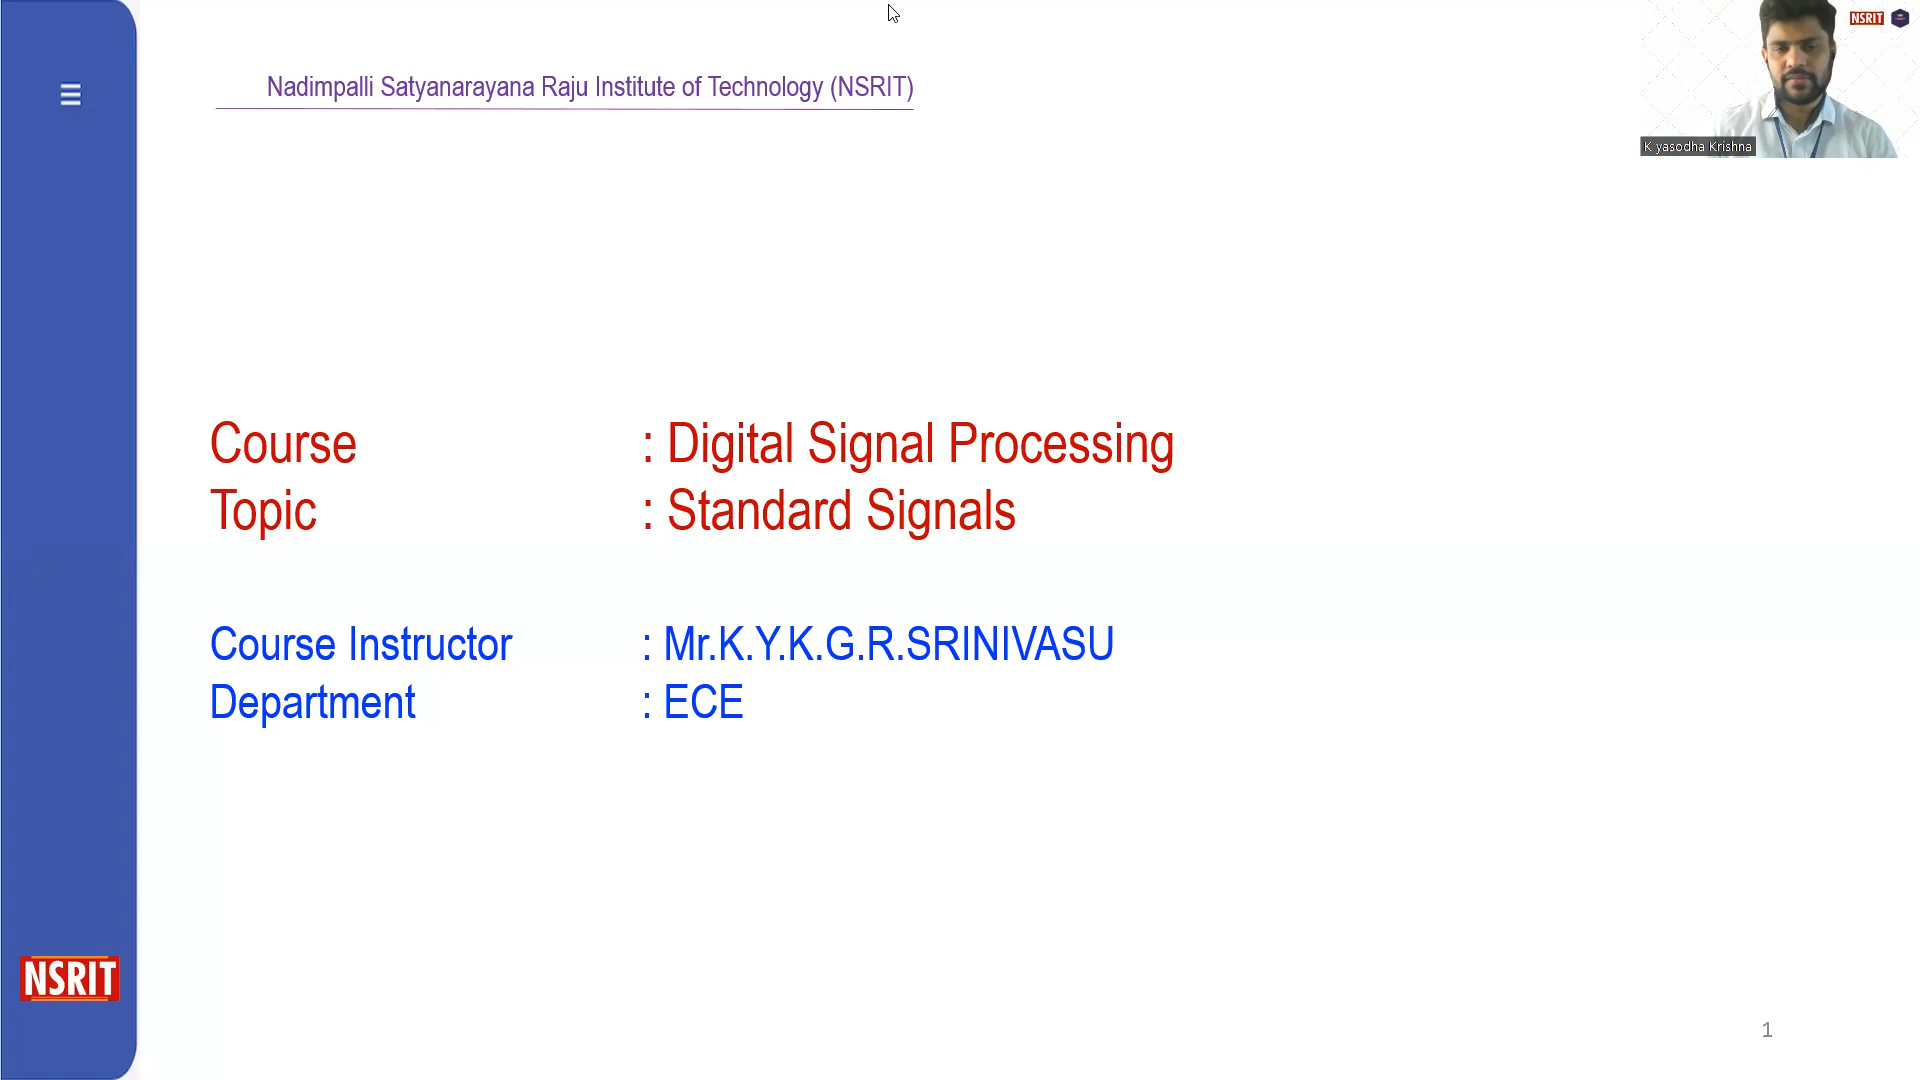 NSRIT
Nadimpalli Satyanarayana Raju Institute of Technology (NSRIT)
K yasodha Krishna
Course : Digital Signal Processing
Topic : Standard Signals
Course Instructor : Mr.K.Y.K.G.R.SRINIVASU
Department : ECE
NSRIT
1